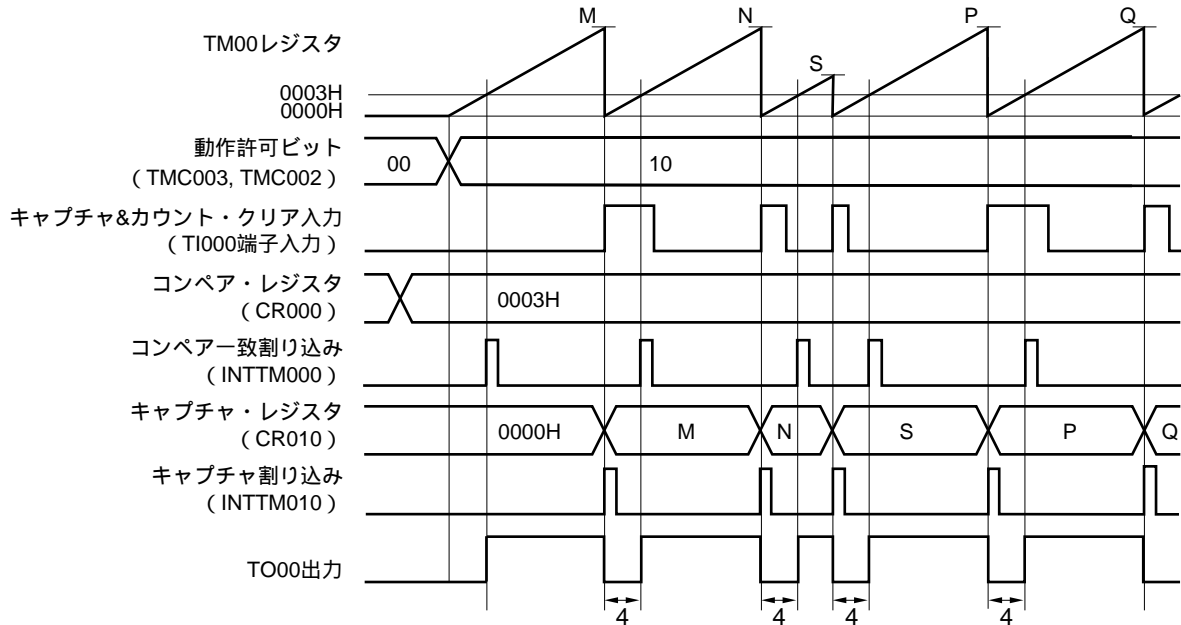 M N S P Q
TM00レジスタ
0003H
0000H
動作許可ビット
(TMC003, TMC002)
00 10
キャプチャ&カウント・クリア入力
(TI000端子入力)
コンペア・レジスタ
(CR000)
0003H
コンペア一致割り込み
(INTTM000)
キャプチャ・レジスタ
(CR010)
0000H M N S P Q
キャプチャ割り込み
(INTTM010)
TO00出力
4 4 4 4